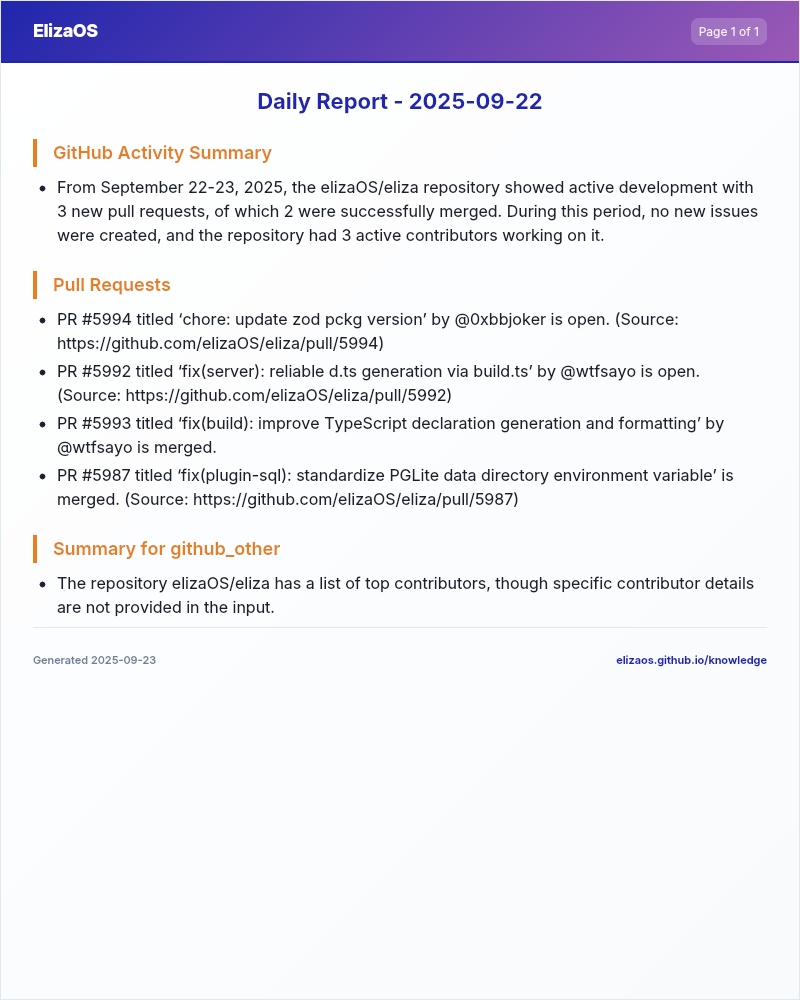 ElizaOS
Page 1 of 1
Daily Report - 2025-09-22
GitHub Activity Summary
• From September 22-23, 2025, the elizaOS/eliza repository showed active development with
3 new pull requests, of which 2 were successfully merged. During this period, no new issues
were created, and the repository had 3 active contributors working on it.
Pull Requests
• PR #5994 titled ‘chore: update zod pckg version’ by @0xbbjoker is open. (Source:
https://github.com/elizaOS/eliza/pull/5994)
• PR #5992 titled ‘fix(server): reliable d.ts generation via build.ts’ by @wtfsayo is open.
(Source: https://github.com/elizaOS/eliza/pull/5992)
• PR #5993 titled ‘fix(build): improve TypeScript declaration generation and formatting’ by
@wtfsayo is merged.
• PR #5987 titled ‘fix(plugin-sql): standardize PGLite data directory environment variable’ is
merged. (Source: https://github.com/elizaOS/eliza/pull/5987)
Summary for github_other
• The repository elizaOS/eliza has a list of top contributors, though specific contributor details
are not provided in the input.
Generated 2025-09-23
elizaos.github.io/knowledge